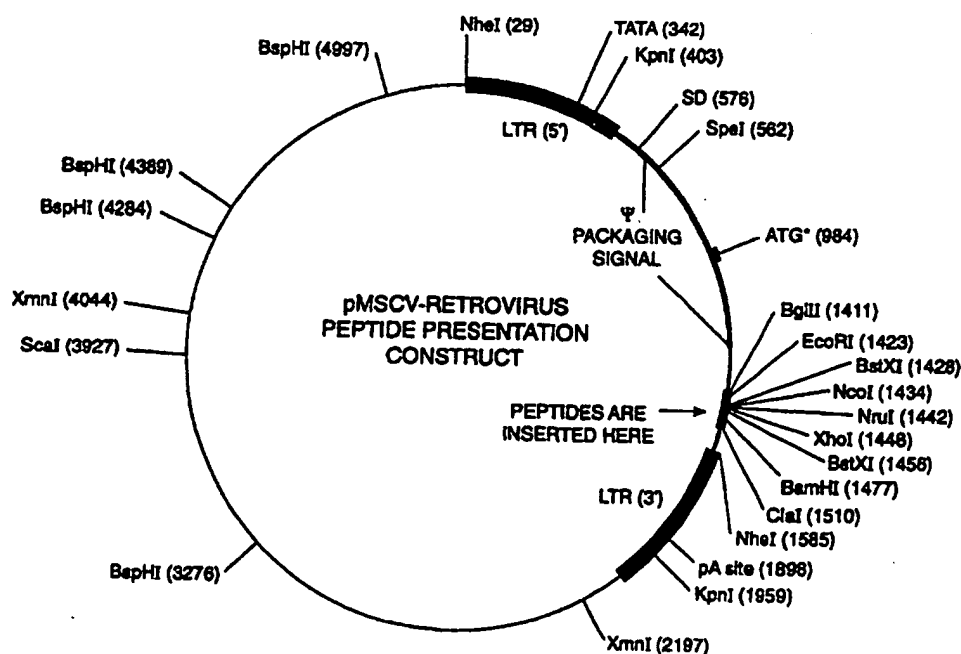 NheI (29)
TATA (342)
KpnI (403)
BspHI (4997)
SD (576)
LTR (5')
SpeI (562)
BspHI (4389)
BspHI (4284)
Ψ
PACKAGING
SIGNAL
ATG* (984)
XmnI (4044)
ScaI (3927)
pMSCV-RETROVIRUS
PEPTIDE PRESENTATION
CONSTRUCT
BglII (1411)
EcoRI (1423)
BstXI (1428)
NcoI (1434)
NruI (1442)
XhoI (1448)
BstXI (1456)
BamHI (1477)
ClaI (1510)
NheI (1585)
PEPTIDES ARE
INSERTED HERE
LTR (3')
pA site (1898)
KpnI (1959)
BspHI (3276)
XmnI (2197)